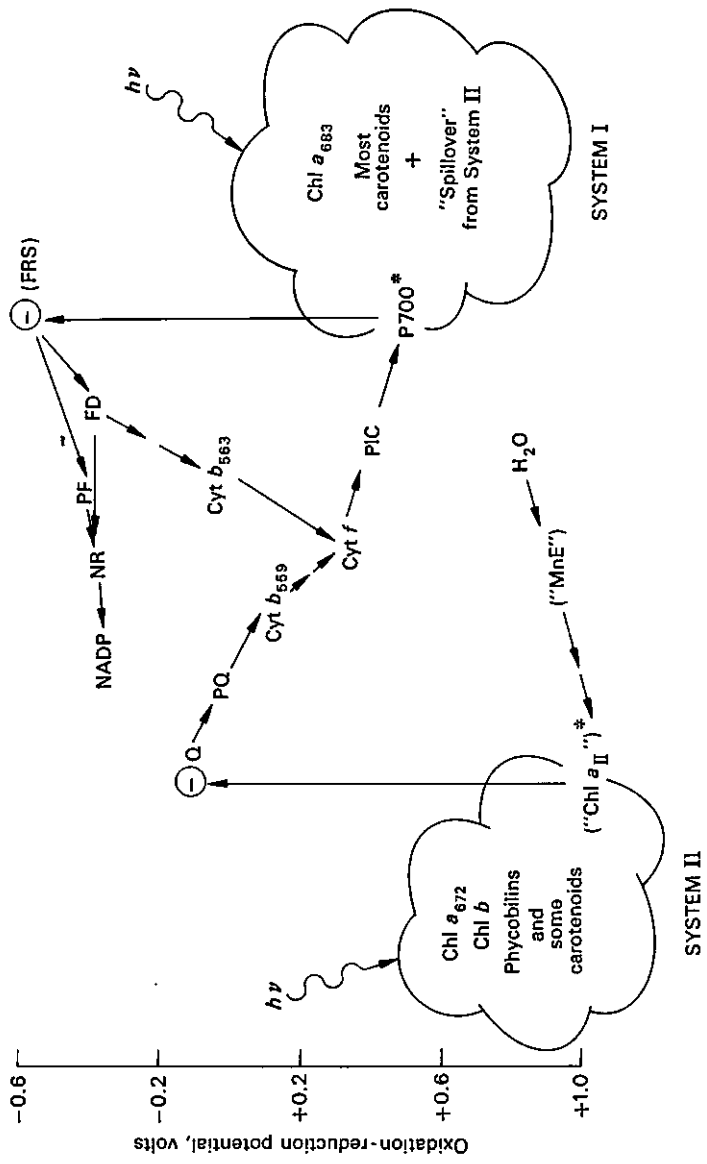 Oxidation-reduction potential, volts
−0.6
−0.2
+0.2
+0.6
+1.0
hν
Chl a672
Chl b
Phycobilins
and
some
carotenoids
SYSTEM II
("Chl aII")*
("MnE")
H2O
− Q
PQ
Cyt b559
Cyt f
PlC
P700*
NADP
NR
PF
FD
Cyt b563
− (FRS)
hν
Chl a683
Most
carotenoids
+
"Spillover"
from System II
SYSTEM I